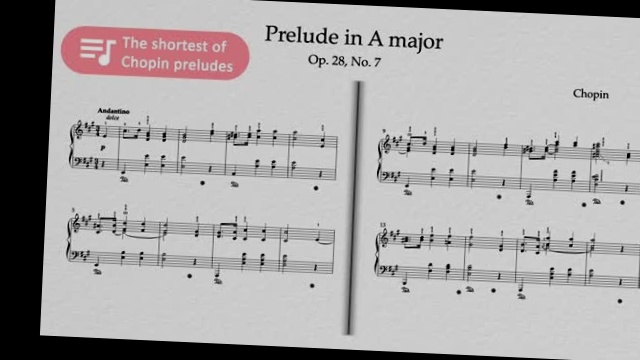 The shortest of
Chopin preludes
Prelude in A major
Op. 28, No. 7
Chopin
Andantino
dolce
p
5
9
13